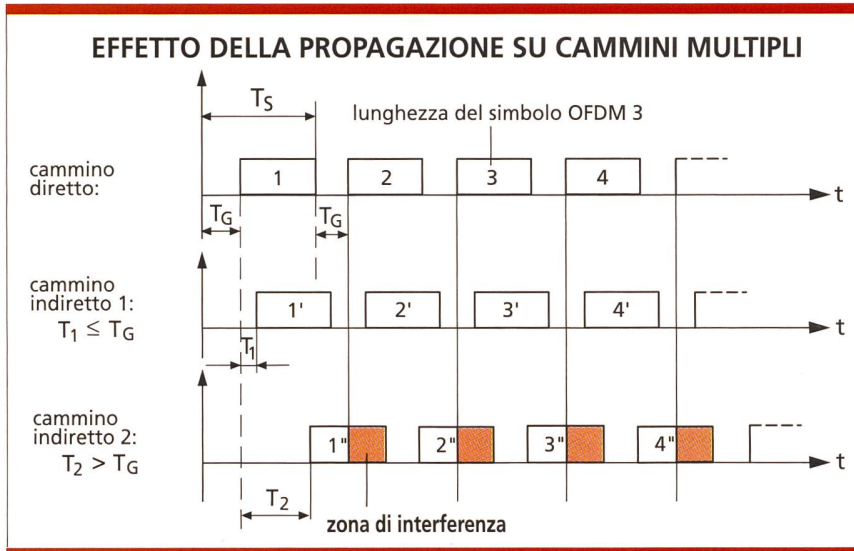 EFFETTO DELLA PROPAGAZIONE SU CAMMINI MULTIPLI
TS
lunghezza del simbolo OFDM 3
cammino
diretto:
1 2 3 4
t
TG TG
cammino
indiretto 1:
T1 ≤ TG
1' 2' 3' 4'
t
T1
cammino
indiretto 2:
T2 > TG
1" 2" 3" 4"
t
T2
zona di interferenza